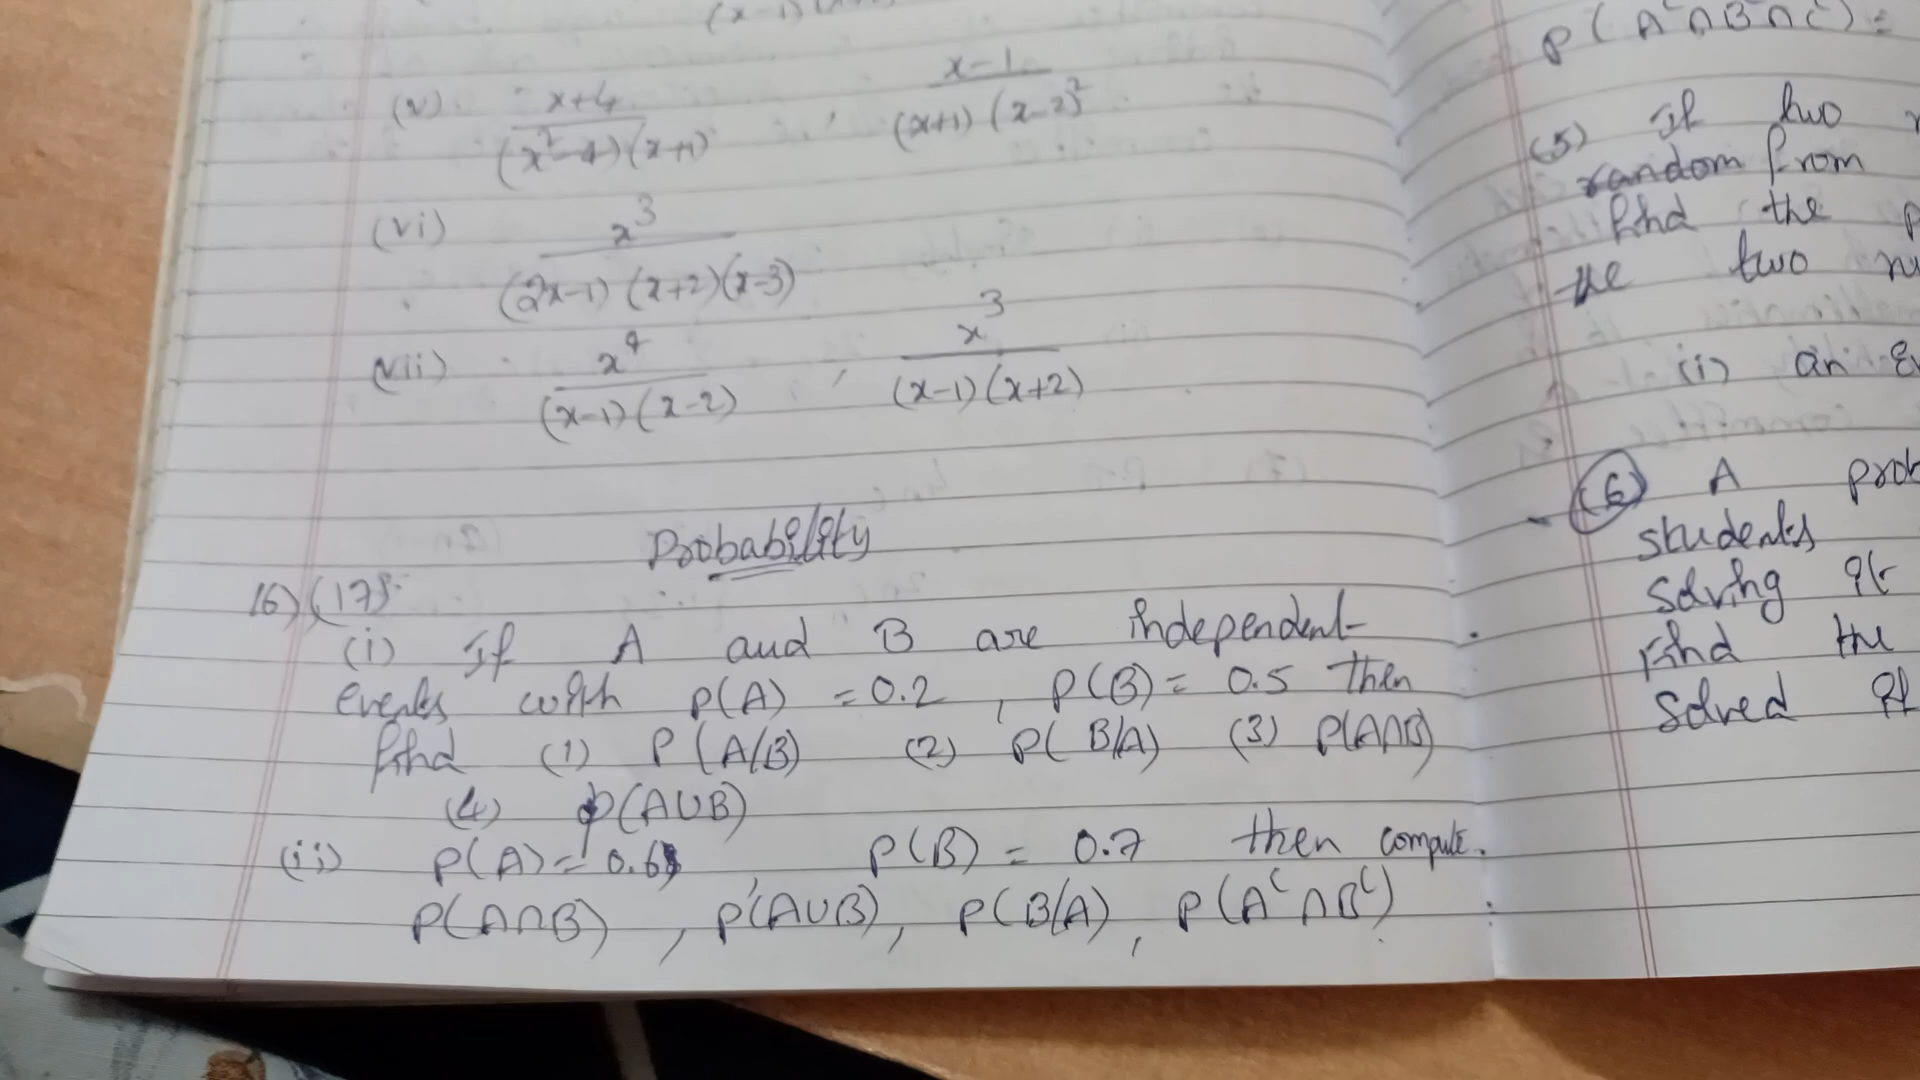 (v) x+4/(x²-4)(x+1) , x-1/(x+1)(x-2)²
(vi) x³/(2x-1)(x+2)(x-3)
(vii) x⁴/(x-1)(x-2) , x³/(x-1)(x+2)
Probability
16) (17):
(i) If A and B are independent
events with P(A) = 0.2 , P(B) = 0.5 then
find (1) P(A/B) (2) P(B/A) (3) P(A∩B)
(4) P(A∪B)
(ii) P(A) = 0.6 , P(B) = 0.7 then compute.
P(A∩B) , P(A∪B), P(B/A), P(Aᶜ∩Bᶜ)
(5) If two
random from
find the
the two
(i) an
(6) A
students
solving it
Find the
solved if